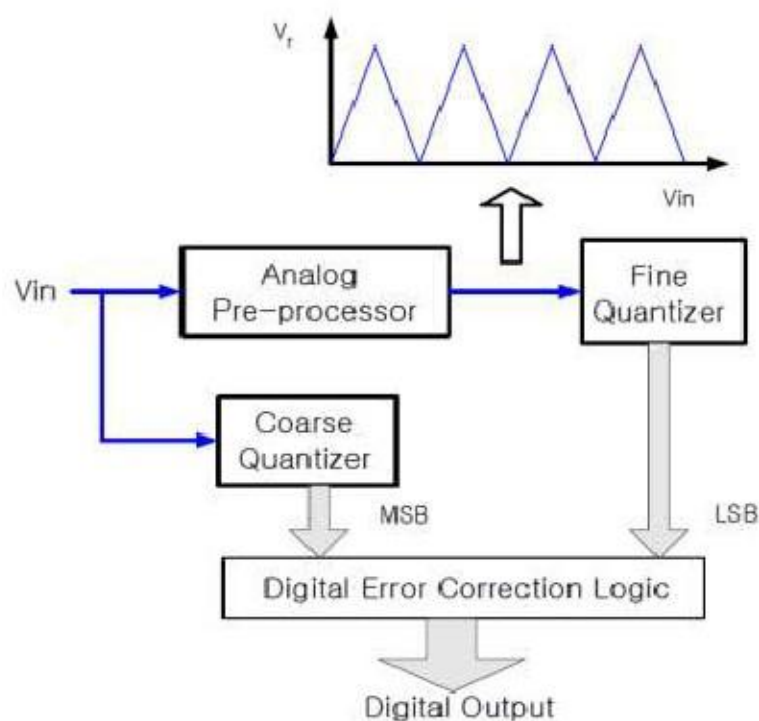 Vr
Vin
Vin
Analog
Pre-processor
Fine
Quantizer
Coarse
Quantizer
MSB
LSB
Digital Error Correction Logic
Digital Output